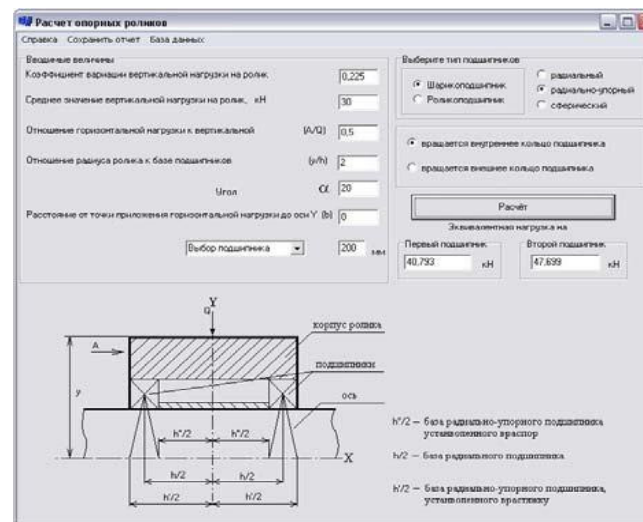 Расчет опорных роликов
Справка Сохранить отчет База данных
Вводимые величины
Коэффициент вариации вертикальной нагрузки на ролик 0,225
Среднее значение вертикальной нагрузки на ролик, кН 30
Отношение горизонтальной нагрузки к вертикальной (A/Q) 0,5
Отношение радиуса ролика к базе подшипников (y/h) 2
Угол α 20
Расстояние от точки приложения горизонтальной нагрузки до оси Y (b) 0
Выбор подшипника 200 мм
Выберите тип подшипников
Шарикоподшипник
Роликоподшипник
радиальный
радиально-упорный
сферический
вращается внутреннее кольцо подшипника
вращается внешнее кольцо подшипника
Расчёт
Эквивалентная нагрузка на
Первый подшипник
40,793 кН
Второй подшипник
47,699 кН
Y
Q
A
y
корпус ролика
подшипники
ось
X
h"/2 h"/2
h/2 h/2
h'/2 h'/2
h"/2 – база радиально-упорного подшипника
установленного враспор
h/2 – база радиального подшипника
h'/2 – база радиально-упорного подшипника,
установленного врастяжку